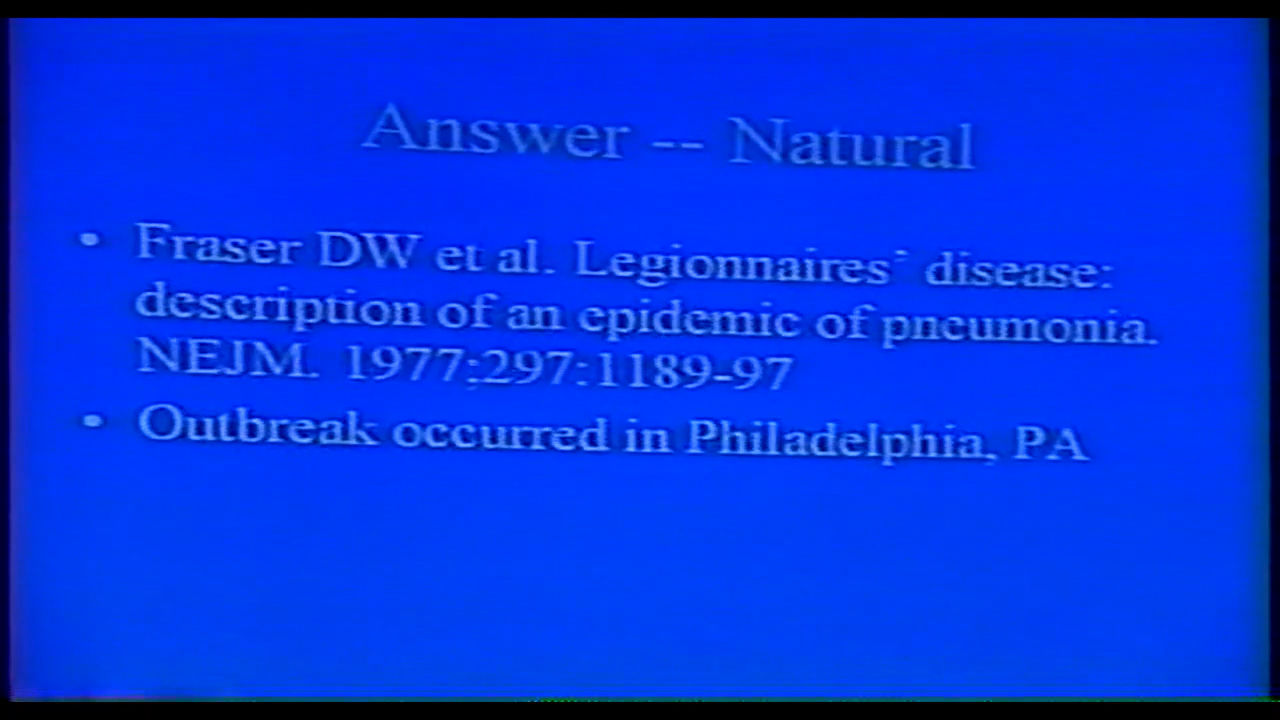 Answer -- Natural
• Fraser DW et al. Legionnaires' disease:
description of an epidemic of pneumonia.
NEJM. 1977;297:1189-97
• Outbreak occurred in Philadelphia, PA